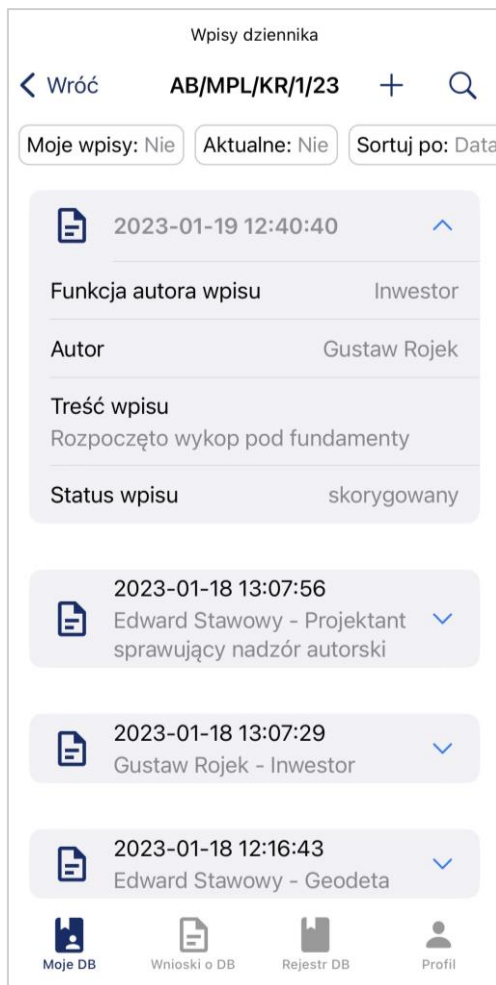 Wpisy dziennika
Wróć AB/MPL/KR/1/23
Moje wpisy: Nie Aktualne: Nie Sortuj po: Data
2023-01-19 12:40:40
Funkcja autora wpisu Inwestor
Autor Gustaw Rojek
Treść wpisu
Rozpoczęto wykop pod fundamenty
Status wpisu skorygowany
2023-01-18 13:07:56
Edward Stawowy - Projektant
sprawujący nadzór autorski
2023-01-18 13:07:29
Gustaw Rojek - Inwestor
2023-01-18 12:16:43
Edward Stawowy - Geodeta
Moje DB Wnioski o DB Rejestr DB Profil